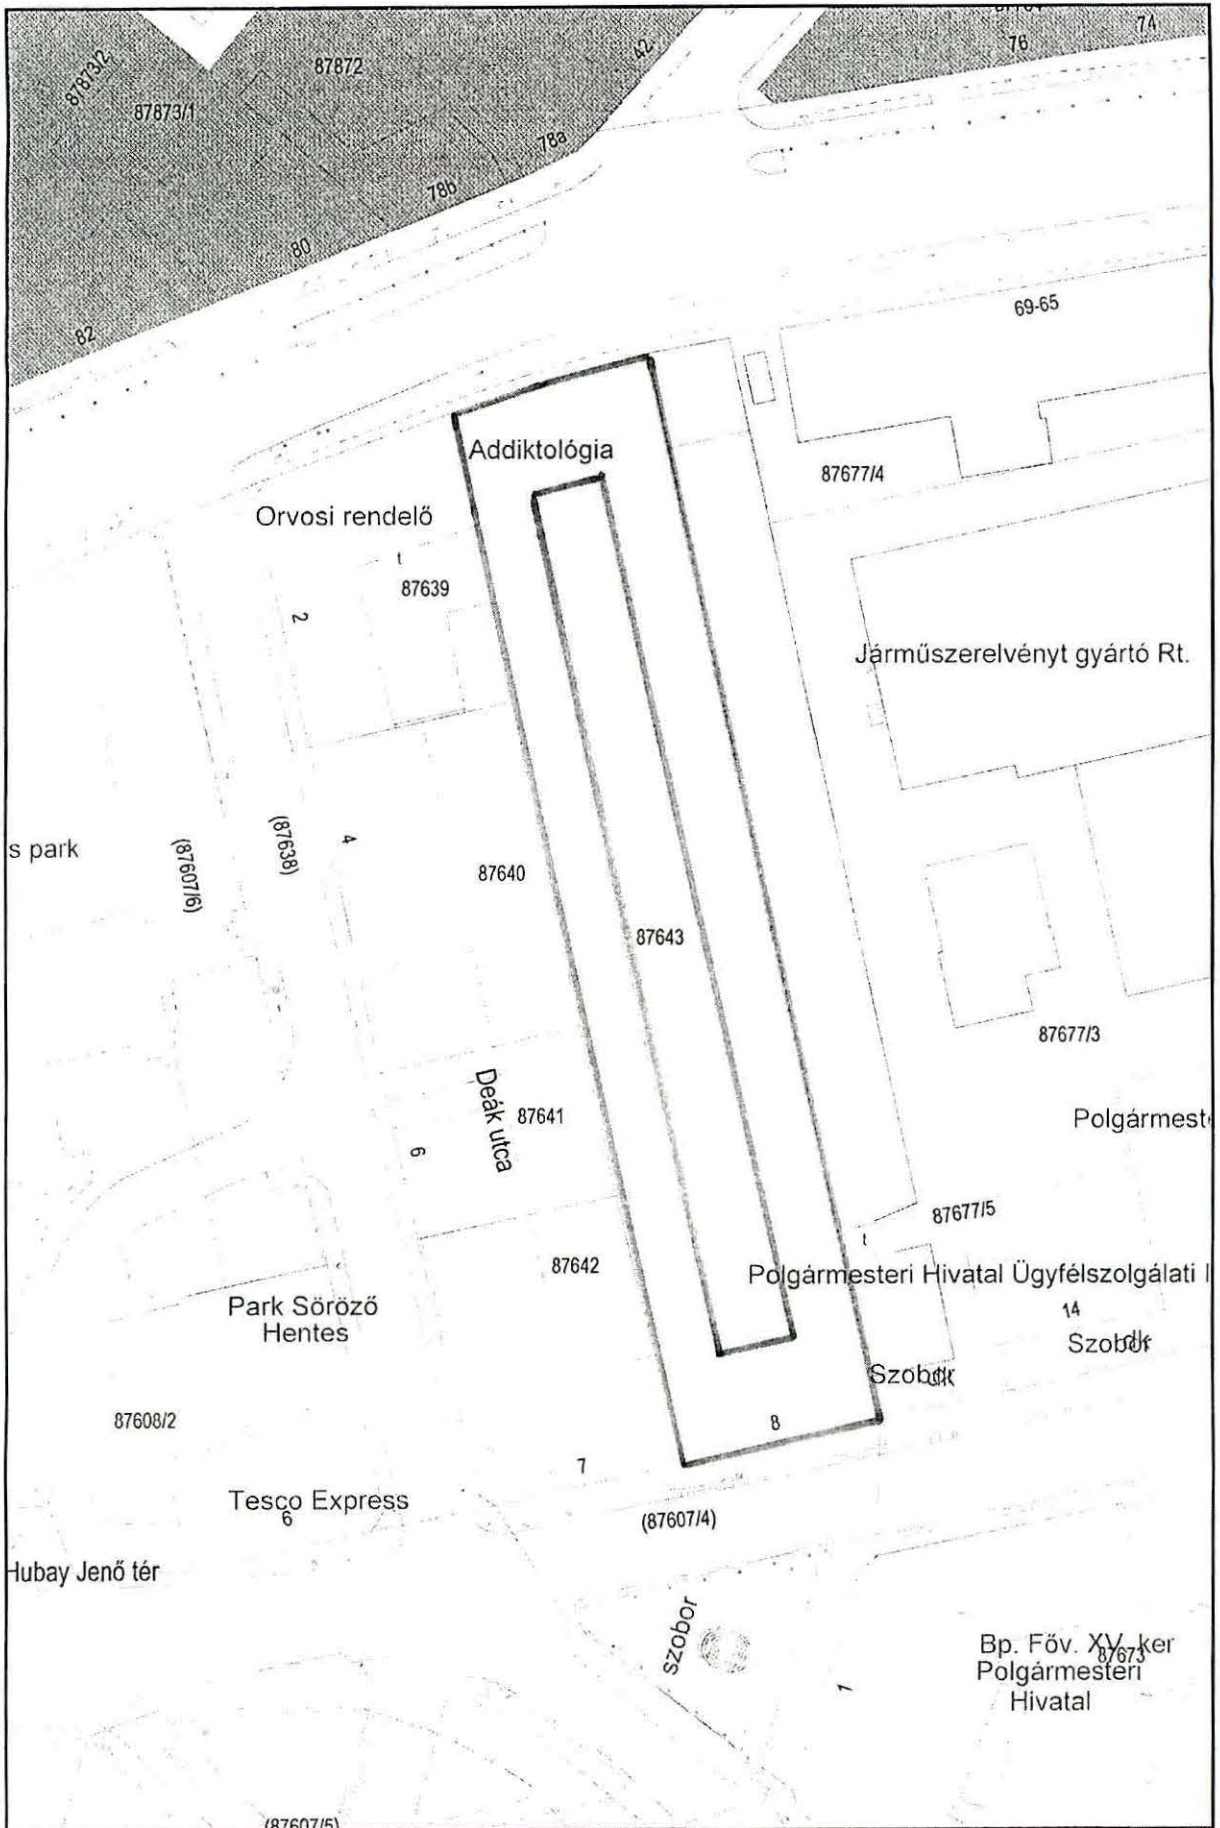 74
76
42
87872
87873/2
87873/1
78a
78b
80
82
69-65
Addiktológia
87677/4
Orvosi rendelő
t
87639
2
Járműszerelvényt gyártó Rt.
s park
(87607/6)
(87638)
4
87640
87643
87677/3
Deák utca
87641
Polgármest
6
87677/5
t
87642
Polgármesteri Hivatal Ügyfélszolgálati I
14
Park Söröző
Hentes
Szobor
dk
Szobor
dk
87608/2
8
7
Tesco Express
6
(87607/4)
Hubay Jenő tér
szobor
1
Bp. Főv. XV. ker
87673
Polgármesteri
Hivatal
(87607/5)